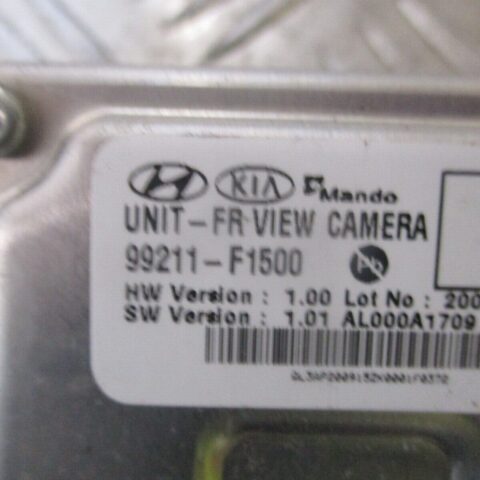 KIA Mando
UNIT-FR VIEW CAMERA
99211-F1500 Pb
HW Version : 1.00 Lot No : 200
SW Version : 1.01 AL000A1709